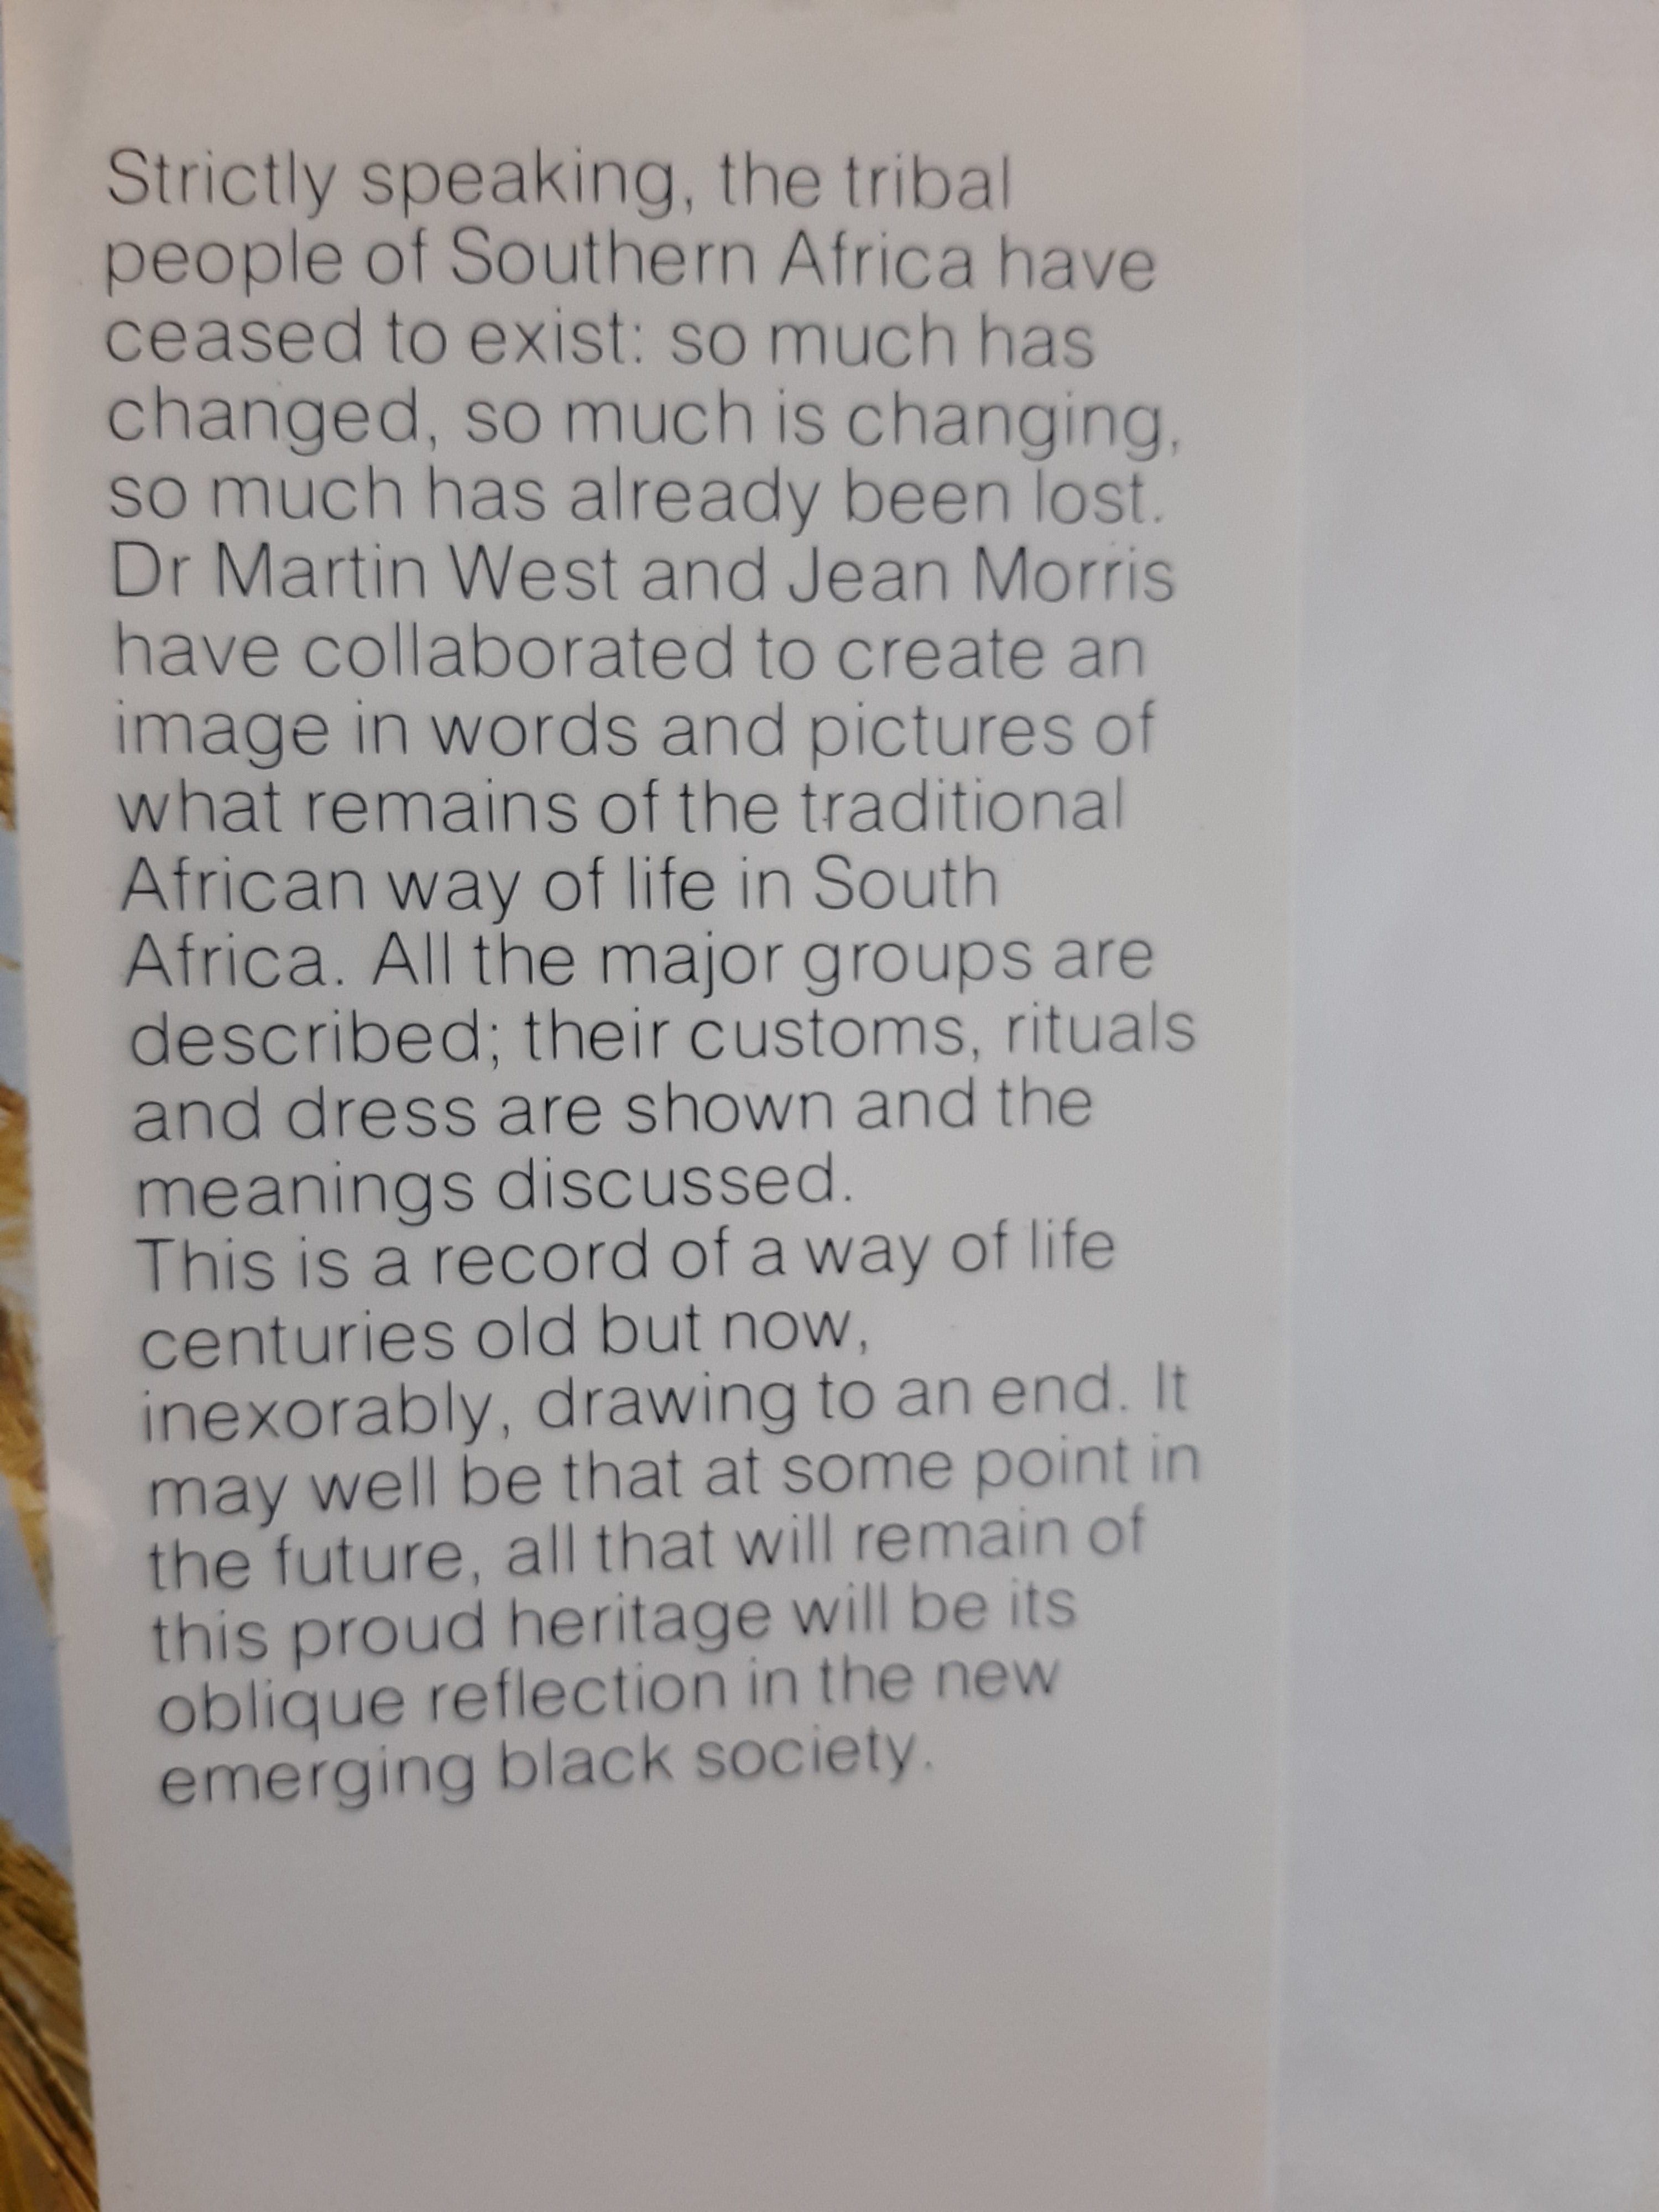 Strictly speaking, the tribal
people of Southern Africa have
ceased to exist: so much has
changed, so much is changing,
so much has already been lost.
Dr Martin West and Jean Morris
have collaborated to create an
image in words and pictures of
what remains of the traditional
African way of life in South
Africa. All the major groups are
described; their customs, rituals
and dress are shown and the
meanings discussed.
This is a record of a way of life
centuries old but now,
inexorably, drawing to an end. It
may well be that at some point in
the future, all that will remain of
this proud heritage will be its
oblique reflection in the new
emerging black society.